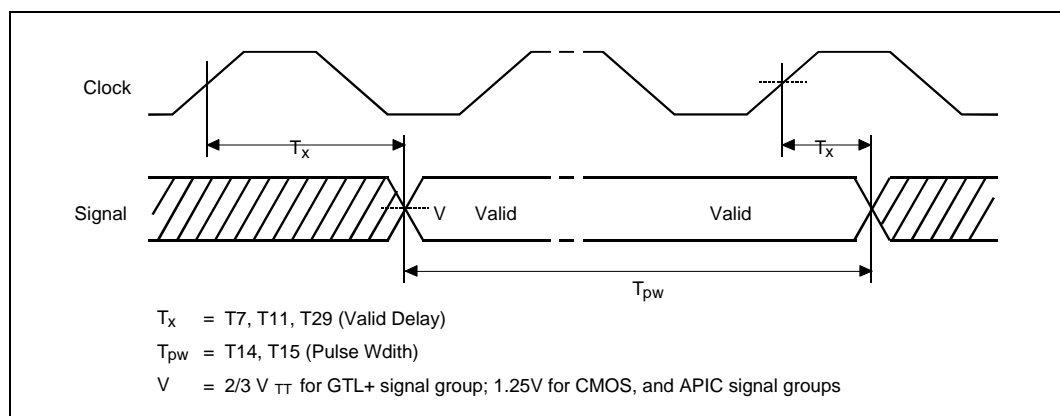 Clock
Tx Tx
Signal V Valid Valid
Tpw
Tx = T7, T11, T29 (Valid Delay)
Tpw = T14, T15 (Pulse Wdith)
V = 2/3 V TT for GTL+ signal group; 1.25V for CMOS, and APIC signal groups